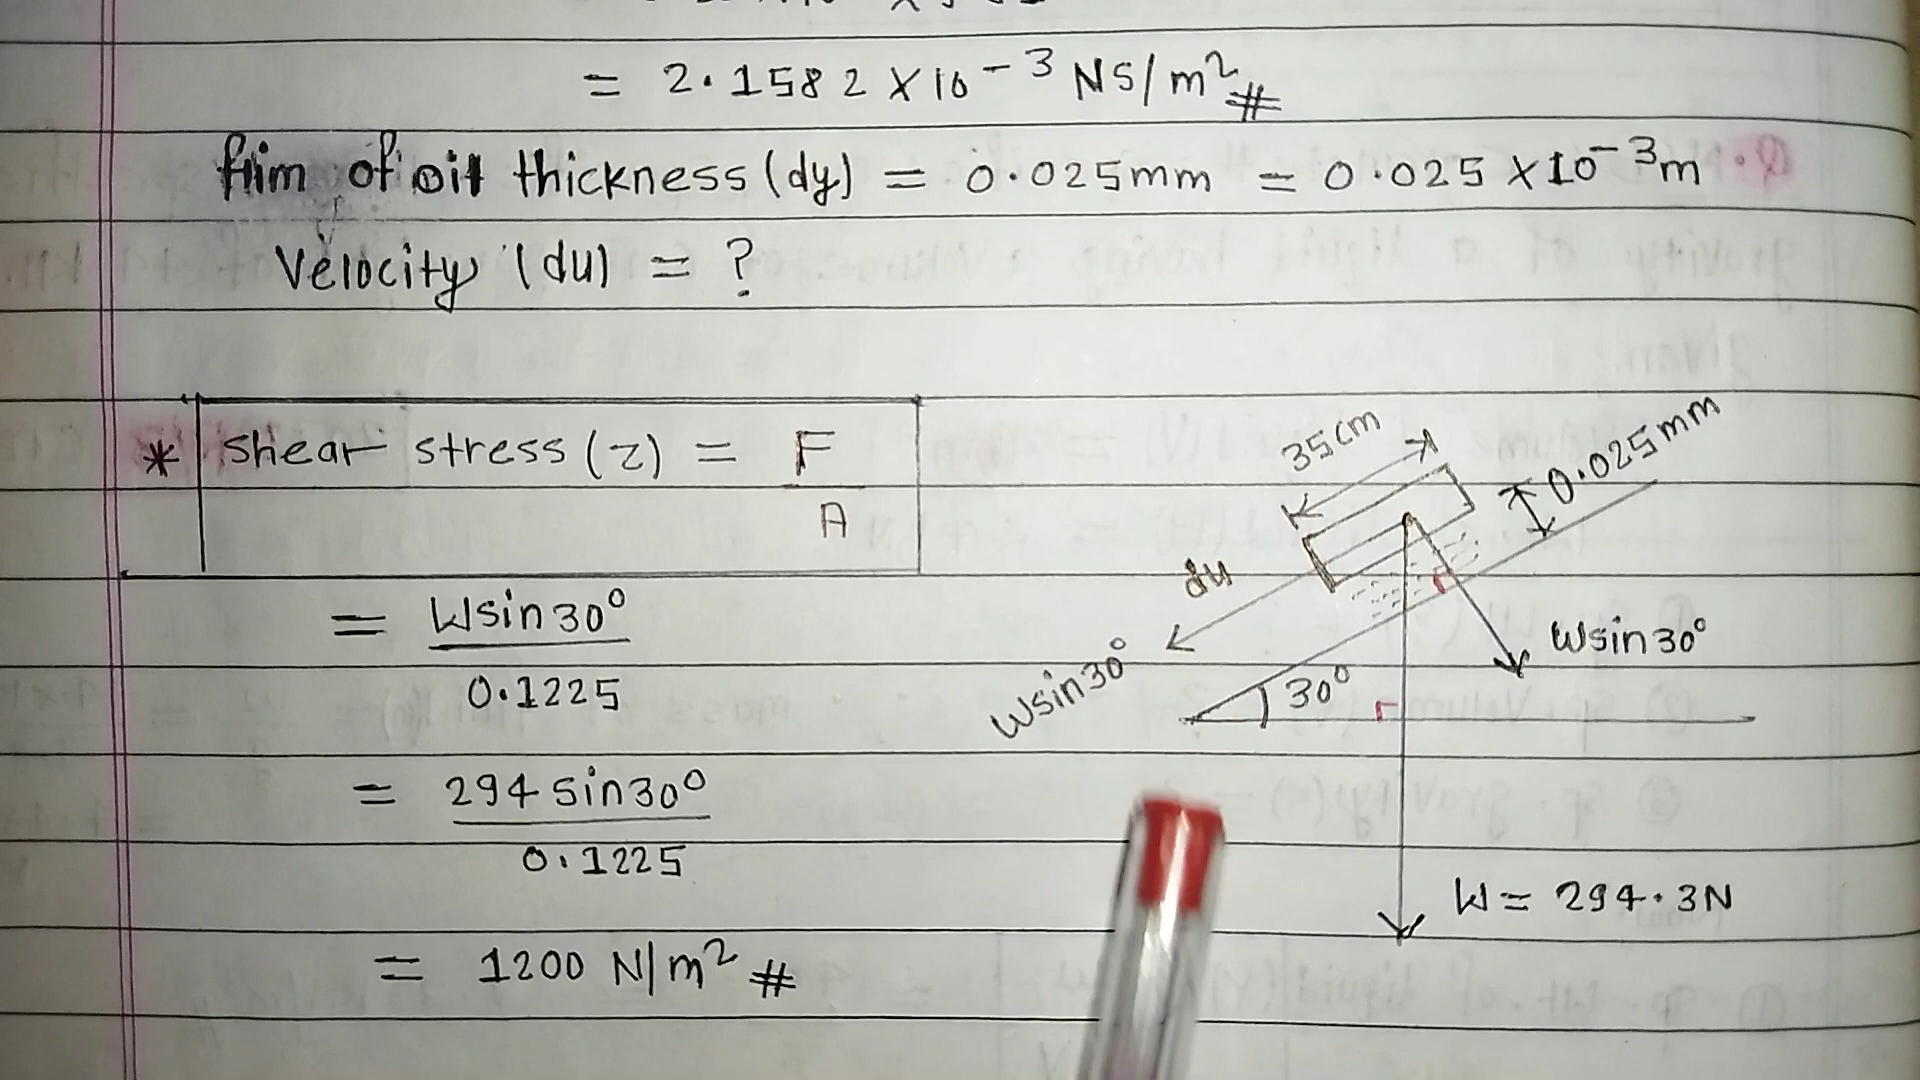 = 2.1582 X 10 - 3 NS/m2 #
film of oil thickness (dy) = 0.025mm = 0.025 X 10-3m
Velocity (du) = ?
* shear stress (τ) = F
A
= Wsin30°
0.1225
= 294 sin30°
0.1225
= 1200 N/m2 #
35cm
0.025mm
du
Wsin30°
30°
Wsin30°
W = 294.3N